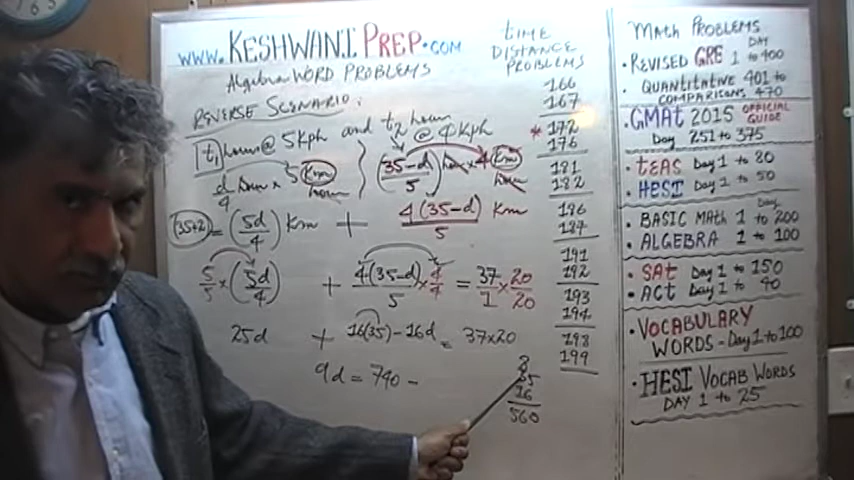 WWW.KESHWANI PREP.COM
Algebra WORD PROBLEMS
REVERSE SCENARIO:
t1 hours @ 5kph and t2 hours @ 4kph
d/4 hour × 5 km/hour } (35-d/5) hour × 4 km/hour
(35+2) = (5d/4) Km + 4(35-d)/5 Km
5/5 × (5d/4) + 4(35-d)/5 × 4/4 = 37/1 × 20/20
25d + 16(35) - 16d = 37×20
9d = 740 -
35
16
560
time
DISTANCE
PROBLEMS
166
167
* 172
176
181
182
186
187
191
192
193
194
198
199
Math PROBLEMS
• REVISED GRE DAY 1 to 400
• QUANTITATIVE 401 to
COMPARISONS 470
• GMAT 2015 OFFICIAL GUIDE
Day 251 to 375
• tEAS Day 1 to 80
• HESI Day 1 to 50
• BASIC Math Day 1 to 200
• ALGEBRA 1 to 100
• SAt Day 1 to 150
• ACT Day 1 to 40
• VOCABULARY
WORDS - Day 1 to 100
• HESI VOCAB WORDS
DAY 1 to 25